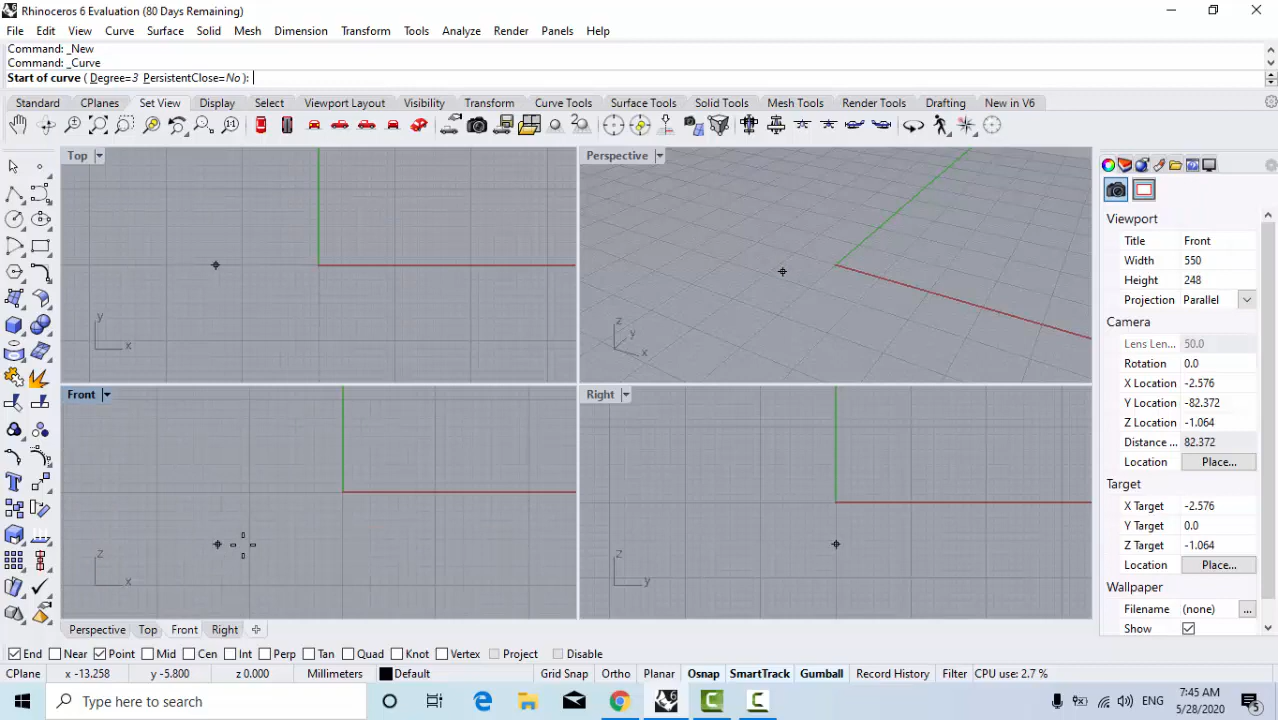 Rhinoceros 6 Evaluation (80 Days Remaining)
File Edit View Curve Surface Solid Mesh Dimension Transform Tools Analyze Render Panels Help
Command: _New
Command: _Curve
Start of curve ( Degree=3 PersistentClose=No ):
Standard CPlanes Set View Display Select Viewport Layout Visibility Transform Curve Tools Surface Tools Solid Tools Mesh Tools Render Tools Drafting New in V6
Top
y
x
Perspective
z
y
x
Front
z
x
Right
z
y
Viewport
Title Front
Width 550
Height 248
Projection Parallel
Camera
Lens Len... 50.0
Rotation 0.0
X Location -2.576
Y Location -82.372
Z Location -1.064
Distance ... 82.372
Location Place...
Target
X Target -2.576
Y Target 0.0
Z Target -1.064
Location Place...
Wallpaper
Filename (none) ...
Show
Perspective Top Front Right
End Near Point Mid Cen Int Perp Tan Quad Knot Vertex Project Disable
CPlane x -13.258 y -5.800 z 0.000 Millimeters Default Grid Snap Ortho Planar Osnap SmartTrack Gumball Record History Filter CPU use: 2.7 %
Type here to search
ENG
7:45 AM
5/28/2020
5